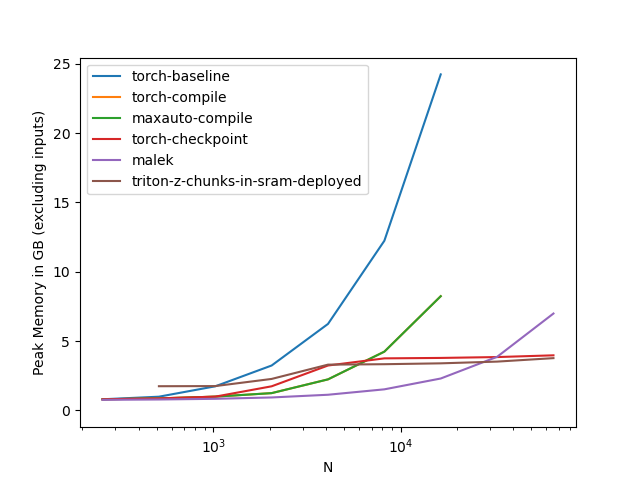 25
20
15
10
5
0
Peak Memory in GB (excluding inputs)
torch-baseline
torch-compile
maxauto-compile
torch-checkpoint
malek
triton-z-chunks-in-sram-deployed
10³
10⁴
N